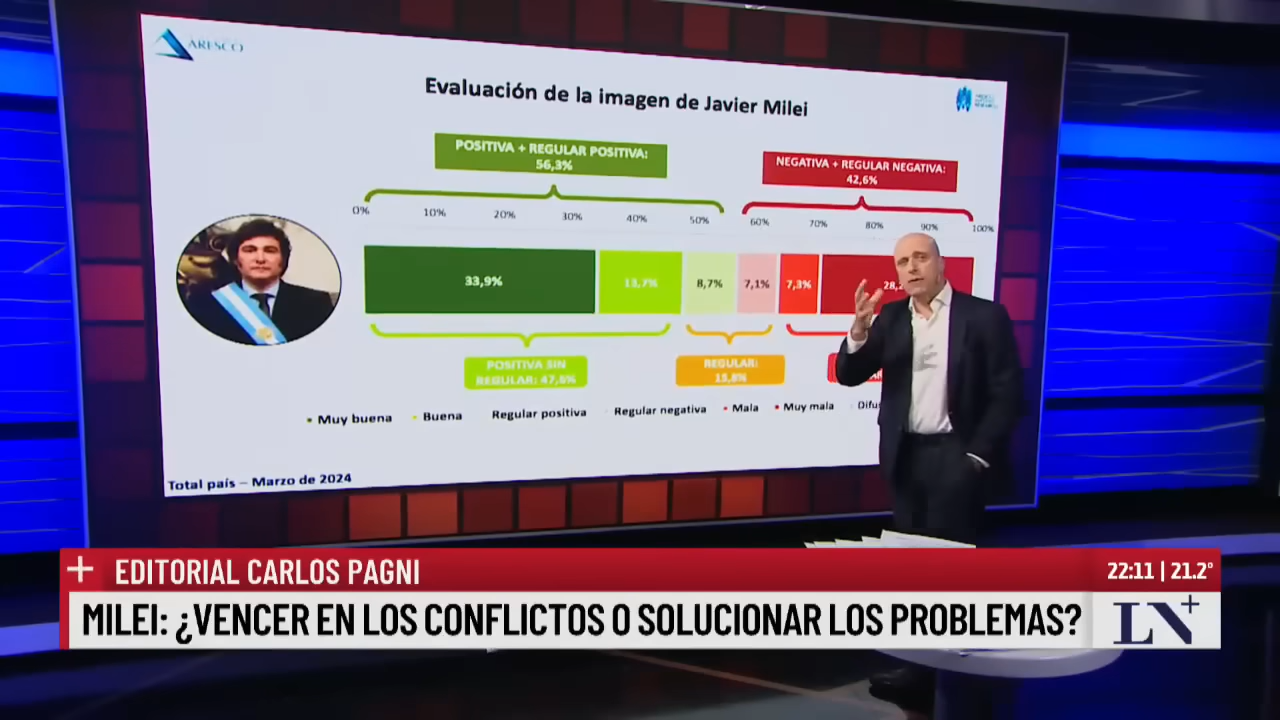 ARESCO
Evaluación de la imagen de Javier Milei
POSITIVA + REGULAR POSITIVA:
56,3%
NEGATIVA + REGULAR NEGATIVA:
42,6%
0% 10% 20% 30% 40% 50% 60% 70% 80% 90% 100%
33,9% 13,7% 8,7% 7,1% 7,3% 28,2
POSITIVA SIN
REGULAR: 47,6%
REGULAR:
15,8%
Muy buena Buena Regular positiva Regular negativa Mala Muy mala
Total país – Marzo de 2024
EDITORIAL CARLOS PAGNI
22:11 | 21.2°
MILEI: ¿VENCER EN LOS CONFLICTOS O SOLUCIONAR LOS PROBLEMAS?
LN+